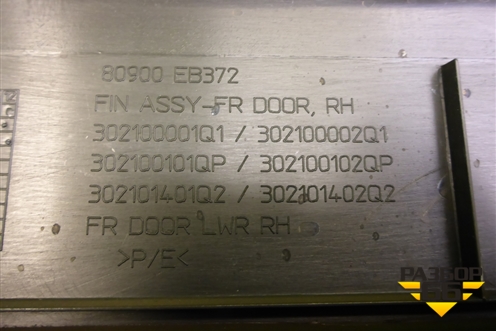 80900 EB372
FIN ASSY-FR DOOR, RH
302100001Q1 / 302100002Q1
302100101QP / 302100102QP
302101401Q2 / 302101402Q2
FR DOOR LWR RH
>P/E<
РАЗБОР